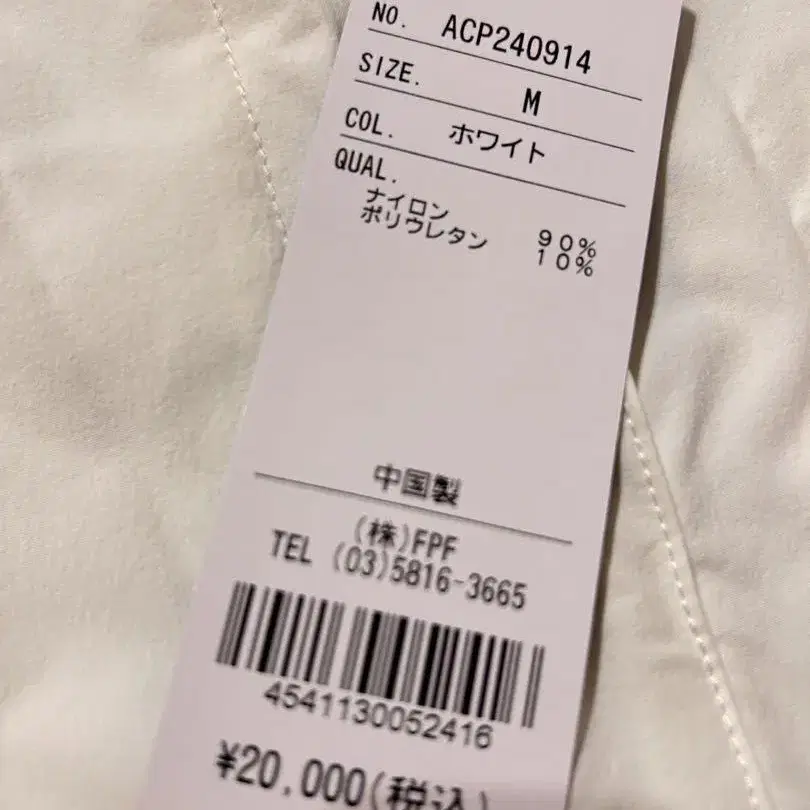 NO. ACP240914
SIZE. M
COL. ホワイト
QUAL.
ナイロン 90%
ポリウレタン 10%
中国製
(株)FPF
TEL (03)5816-3665
4541130052416
¥20,000(税込)